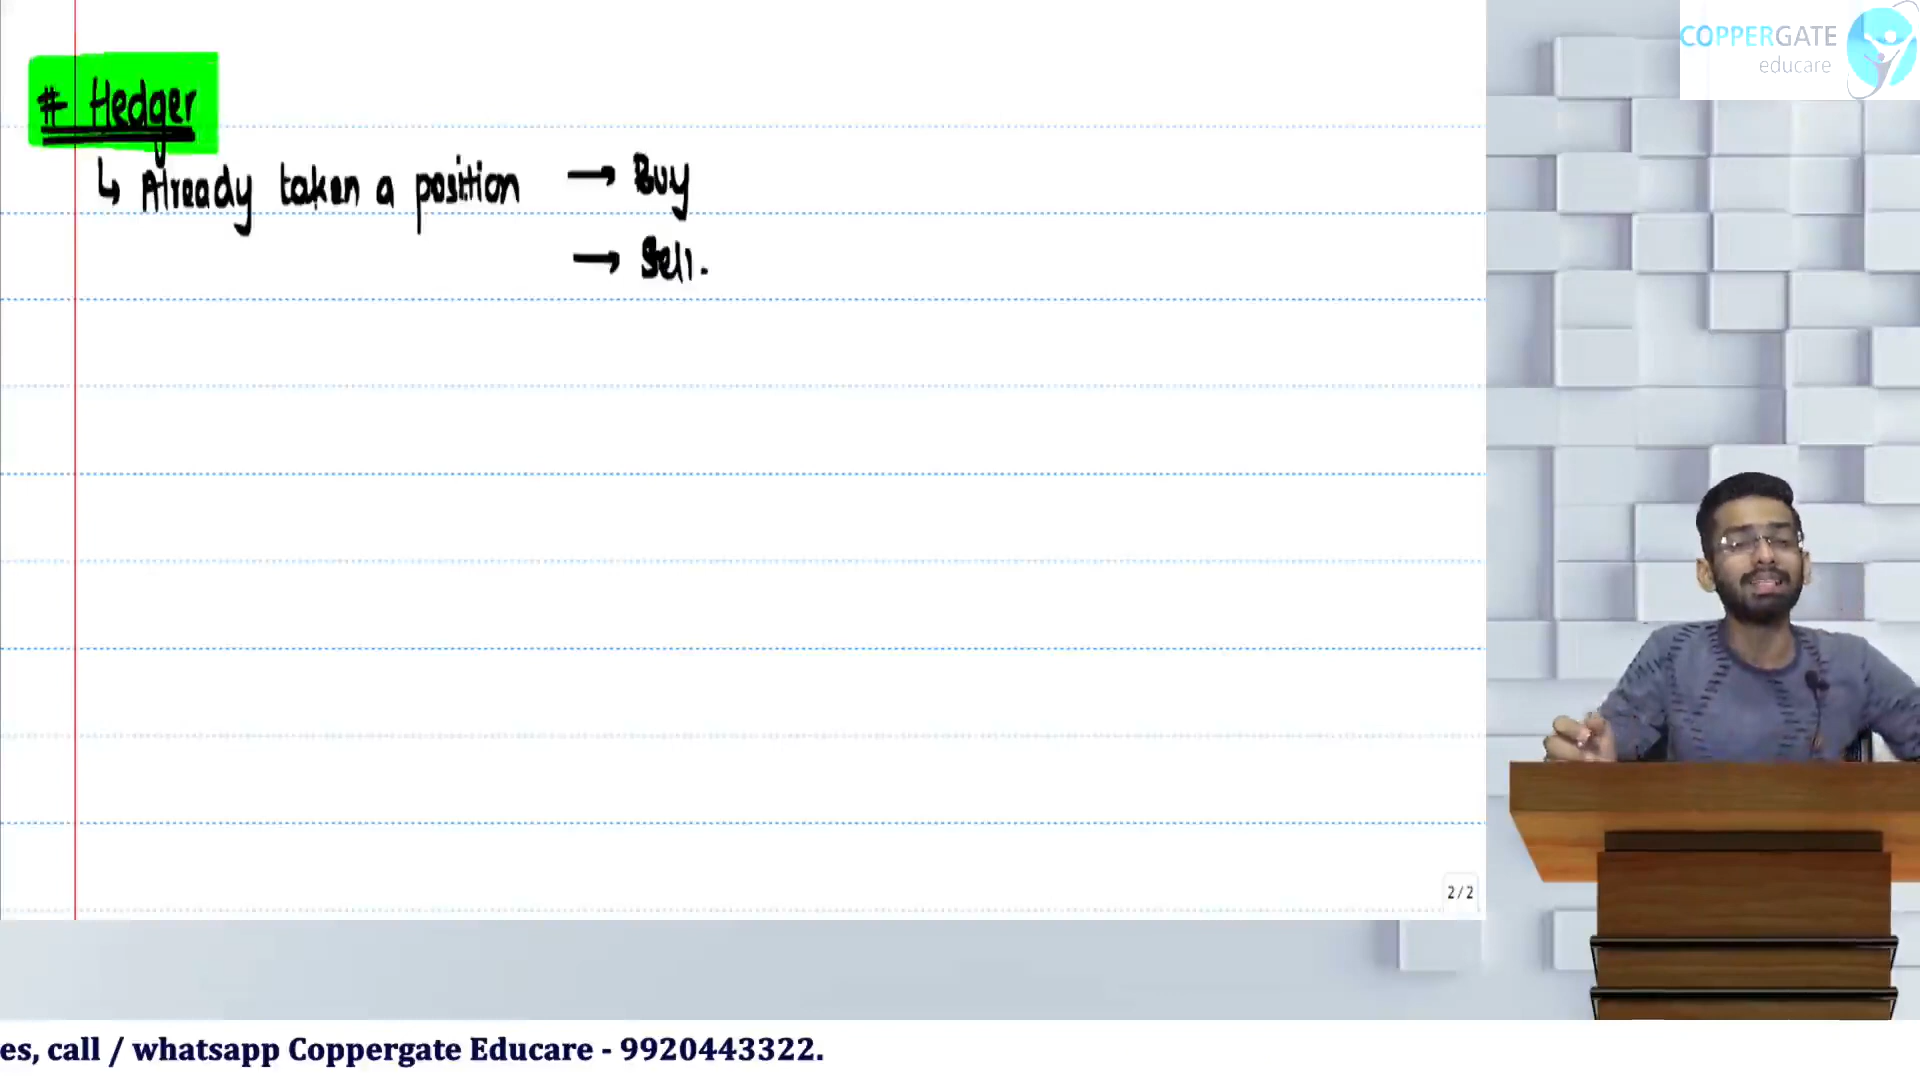 COPPERGATE
educare
# Hedger
↳ Already taken a position → Buy
→ Sell.
2/2
es, call / whatsapp Coppergate Educare - 9920443322.